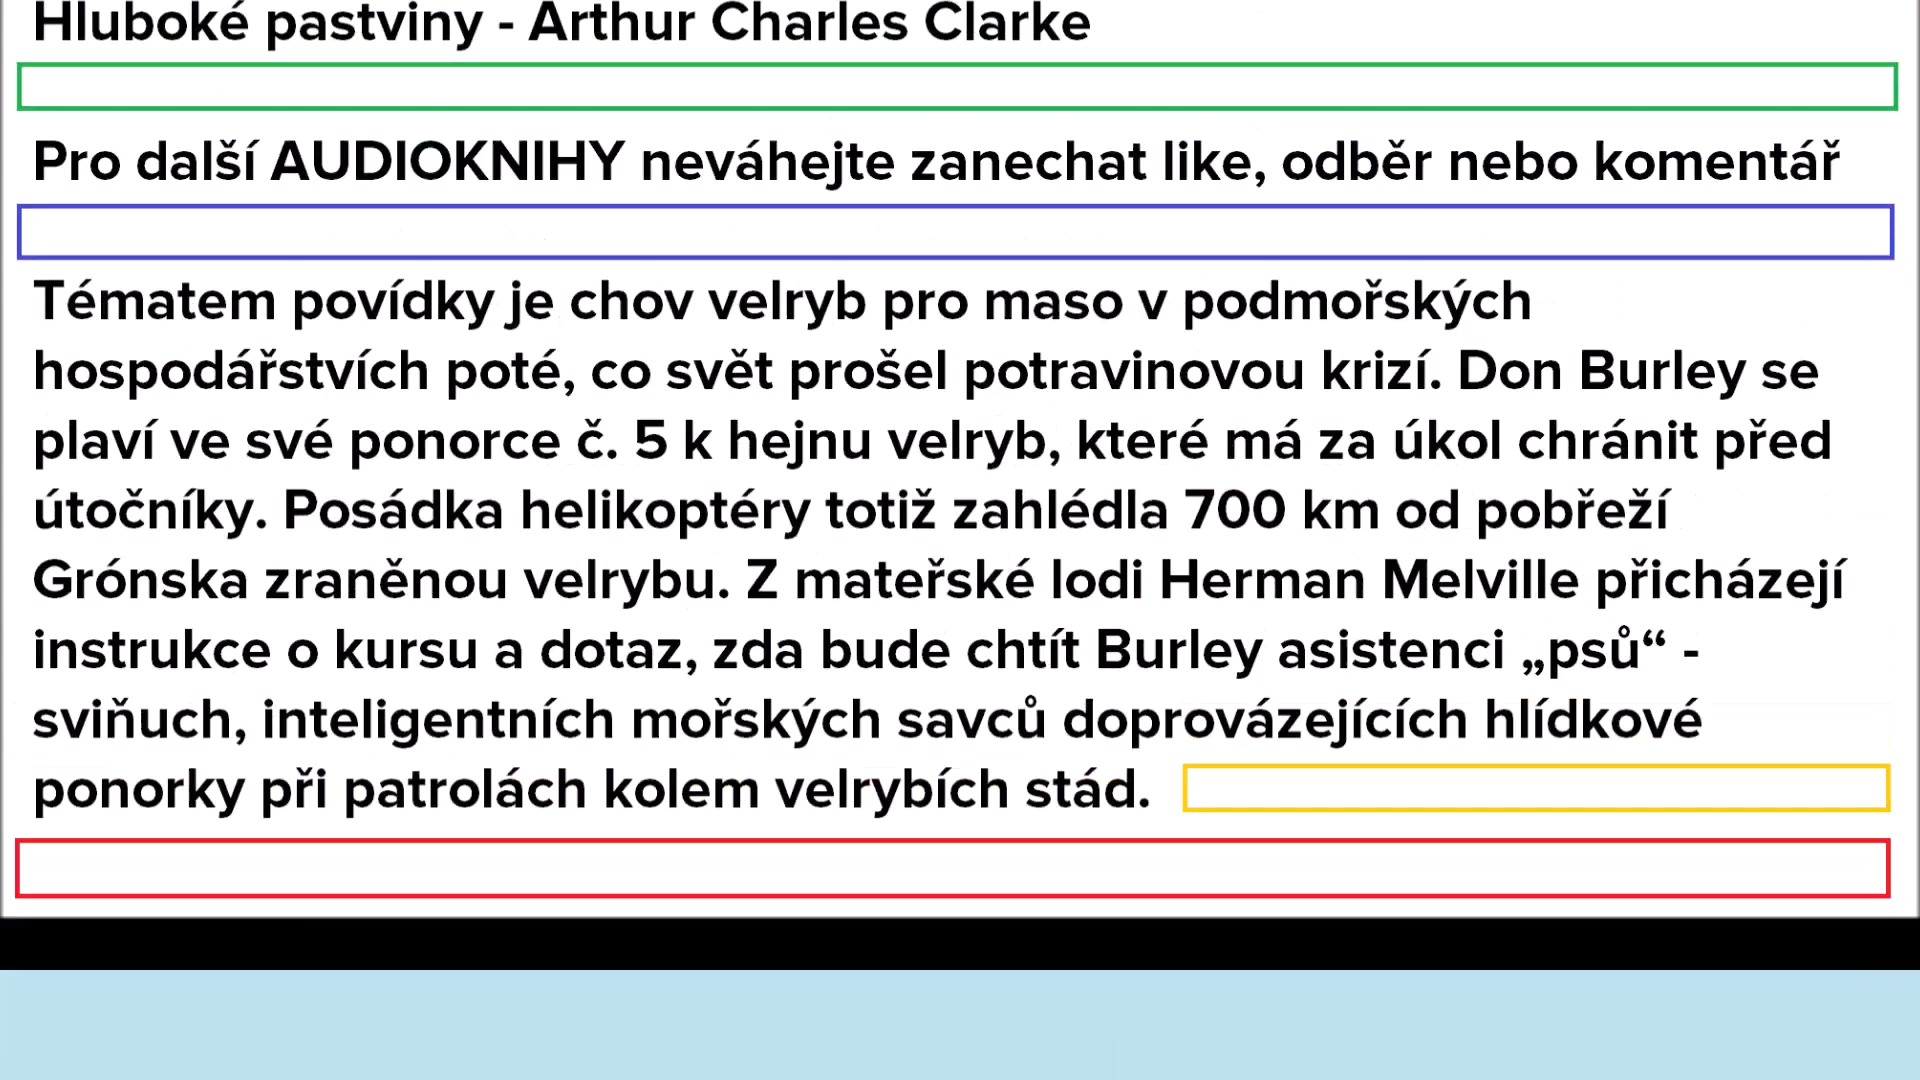 Hluboké pastviny - Arthur Charles Clarke
Pro další AUDIOKNIHY neváhejte zanechat like, odběr nebo komentář
Tématem povídky je chov velryb pro maso v podmořských
hospodářstvích poté, co svět prošel potravinovou krizí. Don Burley se
plaví ve své ponorce č. 5 k hejnu velryb, které má za úkol chránit před
útočníky. Posádka helikoptéry totiž zahlédla 700 km od pobřeží
Grónska zraněnou velrybu. Z mateřské lodi Herman Melville přicházejí
instrukce o kursu a dotaz, zda bude chtít Burley asistenci „psů“ -
sviňuch, inteligentních mořských savců doprovázejících hlídkové
ponorky při patrolách kolem velrybích stád.